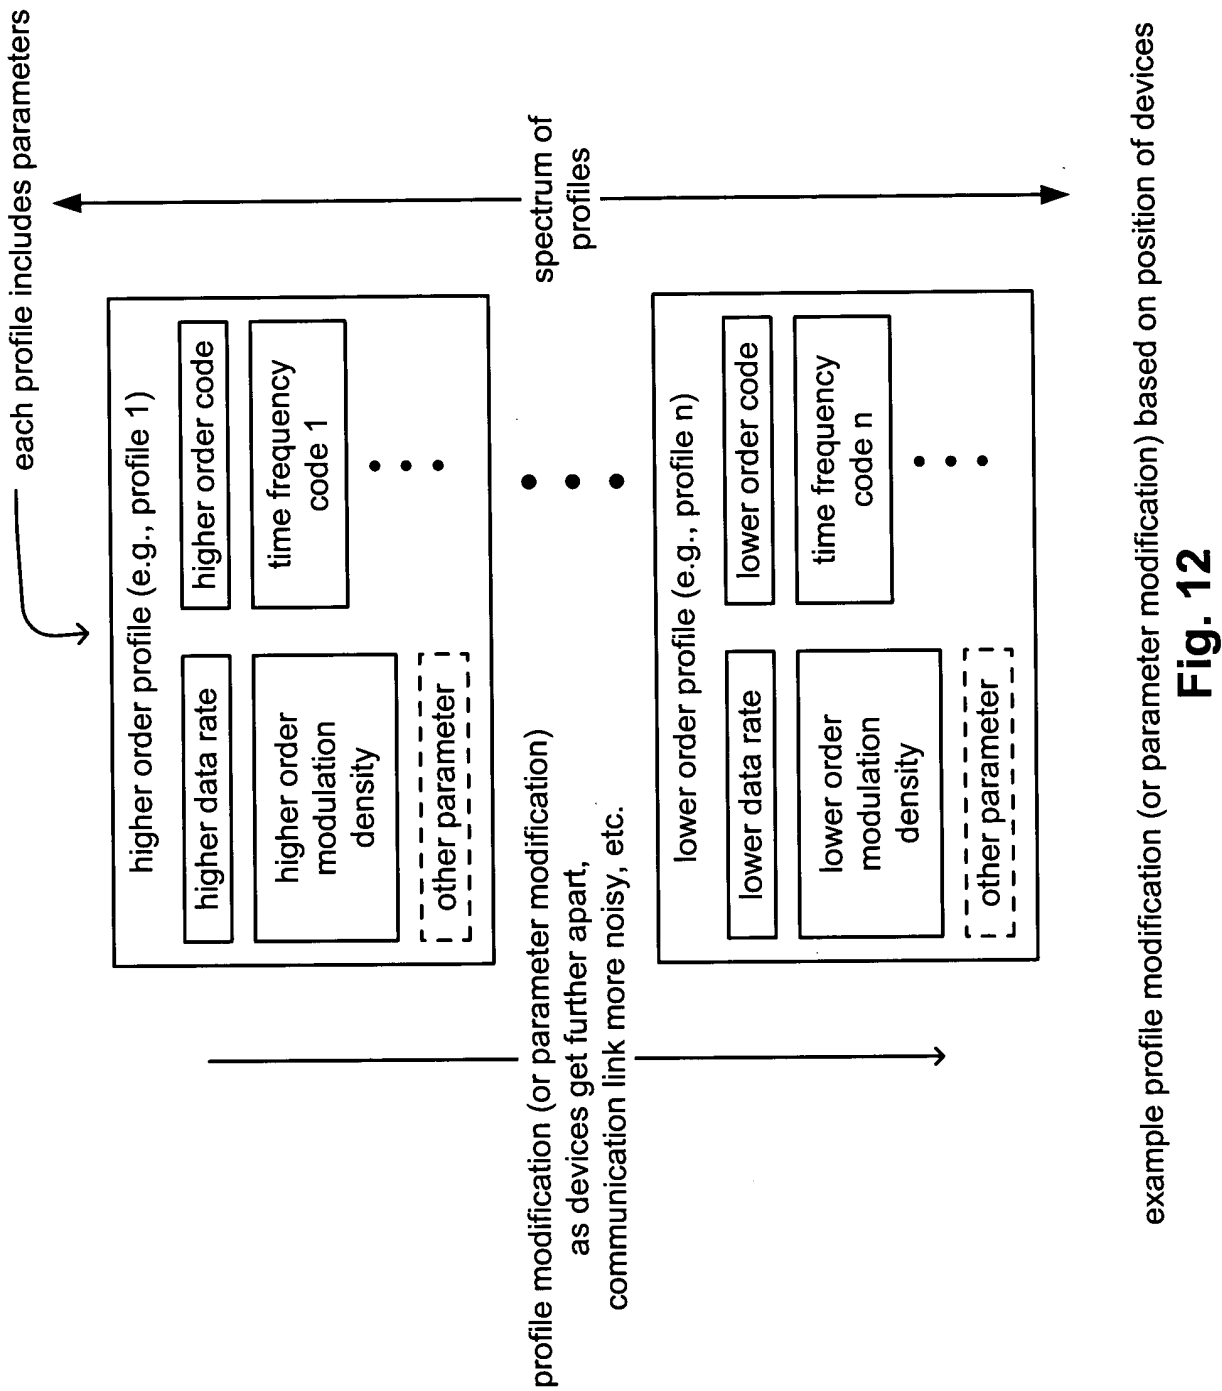 each profile includes parameters
higher order profile (e.g., profile 1)
higher data rate
higher order code
higher order
modulation
density
time frequency
code 1
other parameter
profile modification (or parameter modification)
as devices get further apart,
communication link more noisy, etc.
spectrum of
profiles
lower order profile (e.g., profile n)
lower data rate
lower order code
lower order
modulation
density
time frequency
code n
other parameter
example profile modification (or parameter modification) based on position of devices
Fig. 12